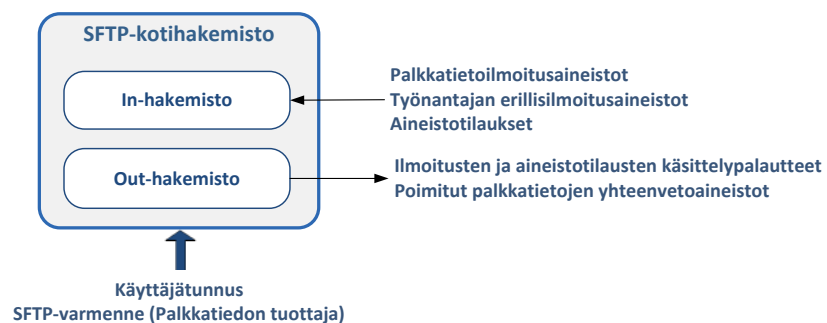 SFTP-kotihakemisto
In-hakemisto
Palkkatietoilmoitusaineistot
Työnantajan erillisilmoitusaineistot
Aineistotilaukset
Out-hakemisto
Ilmoitusten ja aineistotilausten käsittelypalautteet
Poimitut palkkatietojen yhteenvetoaineistot
Käyttäjätunnus
SFTP-varmenne (Palkkatiedon tuottaja)